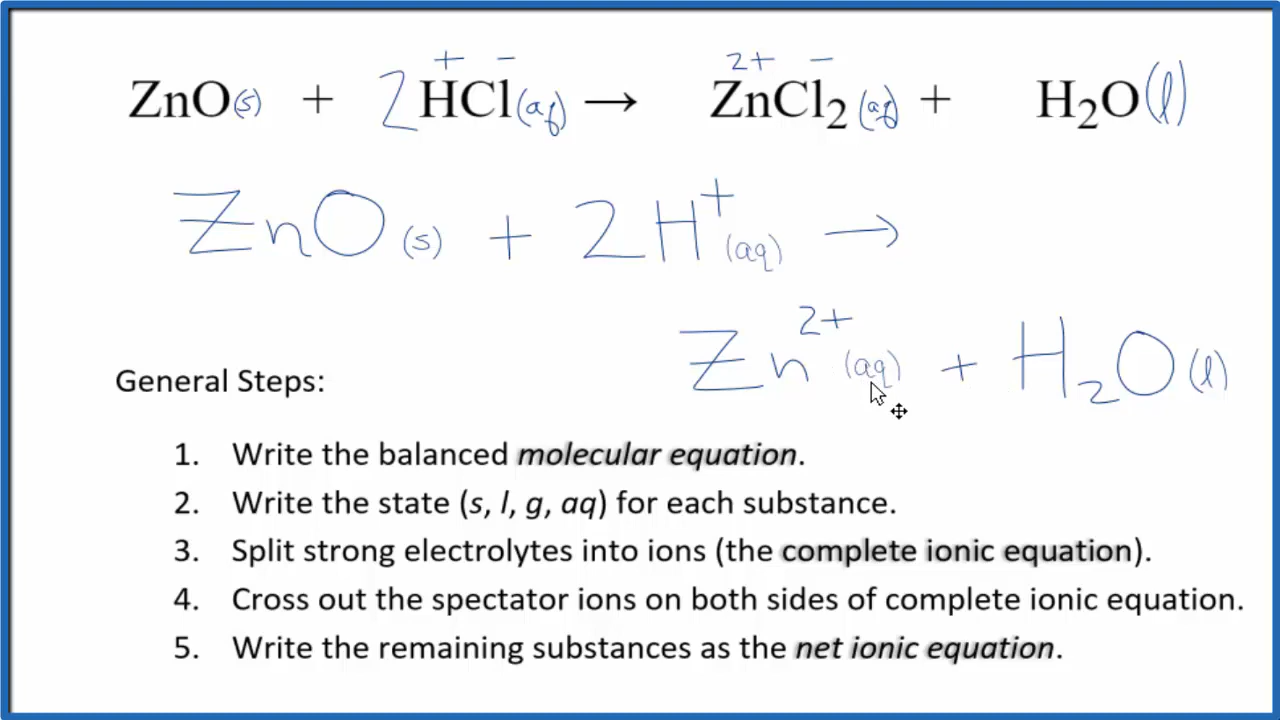 ZnO(s) + 2HCl(aq) → ZnCl₂(aq) + H₂O(l)
+ - 2+ -
ZnO(s) + 2H⁺(aq) →
Zn²⁺(aq) + H₂O(l)
General Steps:
1. Write the balanced molecular equation.
2. Write the state (s, l, g, aq) for each substance.
3. Split strong electrolytes into ions (the complete ionic equation).
4. Cross out the spectator ions on both sides of complete ionic equation.
5. Write the remaining substances as the net ionic equation.